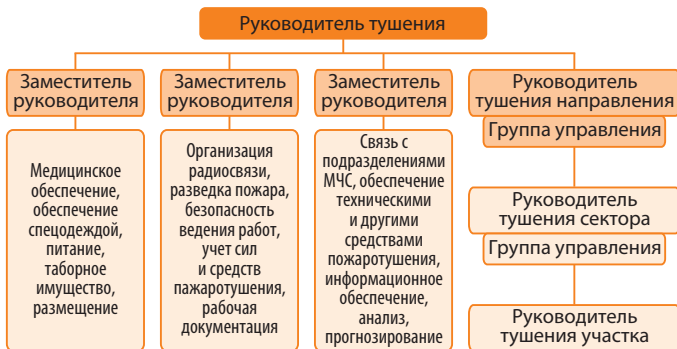 Руководитель тушения
Заместитель
руководителя
Медицинское
обеспечение,
обеспечение
спецодеждой,
питание,
таборное
имущество,
размещение
Заместитель
руководителя
Организация
радиосвязи,
разведка пожара,
безопасность
ведения работ,
учет сил
и средств
пажаротушения,
рабочая
документация
Заместитель
руководителя
Связь с
подразделениями
МЧС, обеспечение
техническими
и другими
средствами
пожаротушения,
информационное
обеспечение,
анализ,
прогнозирование
Руководитель
тушения направления
Группа управления
Руководитель
тушения сектора
Группа управления
Руководитель
тушения участка